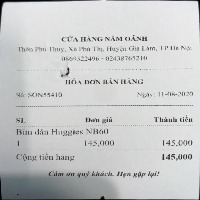 CỬA HÀNG NĂM OÁNH
Thôn Phú Thụy, Xã Phú Thị, Huyện Gia Lâm, TP Hà Nội
0869322496 - 02438765210
HÓA ĐƠN BÁN HÀNG
Số: SON55410 Ngày: 11-08-2020
SL Đơn giá Thành tiền
Bỉm dán Huggies NB60
1 145,000 145,000
Cộng tiền hàng 145,000
Cảm ơn quý khách. Hẹn gặp lại!